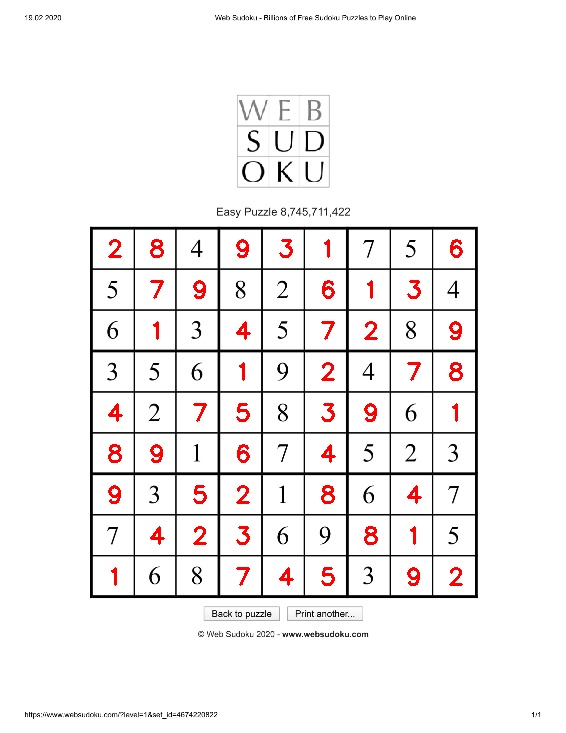 19.02.2020 Web Sudoku - Billions of Free Sudoku Puzzles to Play Online
W E B
S U D
O K U
Easy Puzzle 8,745,711,422
2 8 4 9 3 1 7 5 6
5 7 9 8 2 6 1 3 4
6 1 3 4 5 7 2 8 9
3 5 6 1 9 2 4 7 8
4 2 7 5 8 3 9 6 1
8 9 1 6 7 4 5 2 3
9 3 5 2 1 8 6 4 7
7 4 2 3 6 9 8 1 5
1 6 8 7 4 5 3 9 2
Back to puzzle Print another...
© Web Sudoku 2020 - www.websudoku.com
https://www.websudoku.com/?level=1&set_id=4674220822 1/1